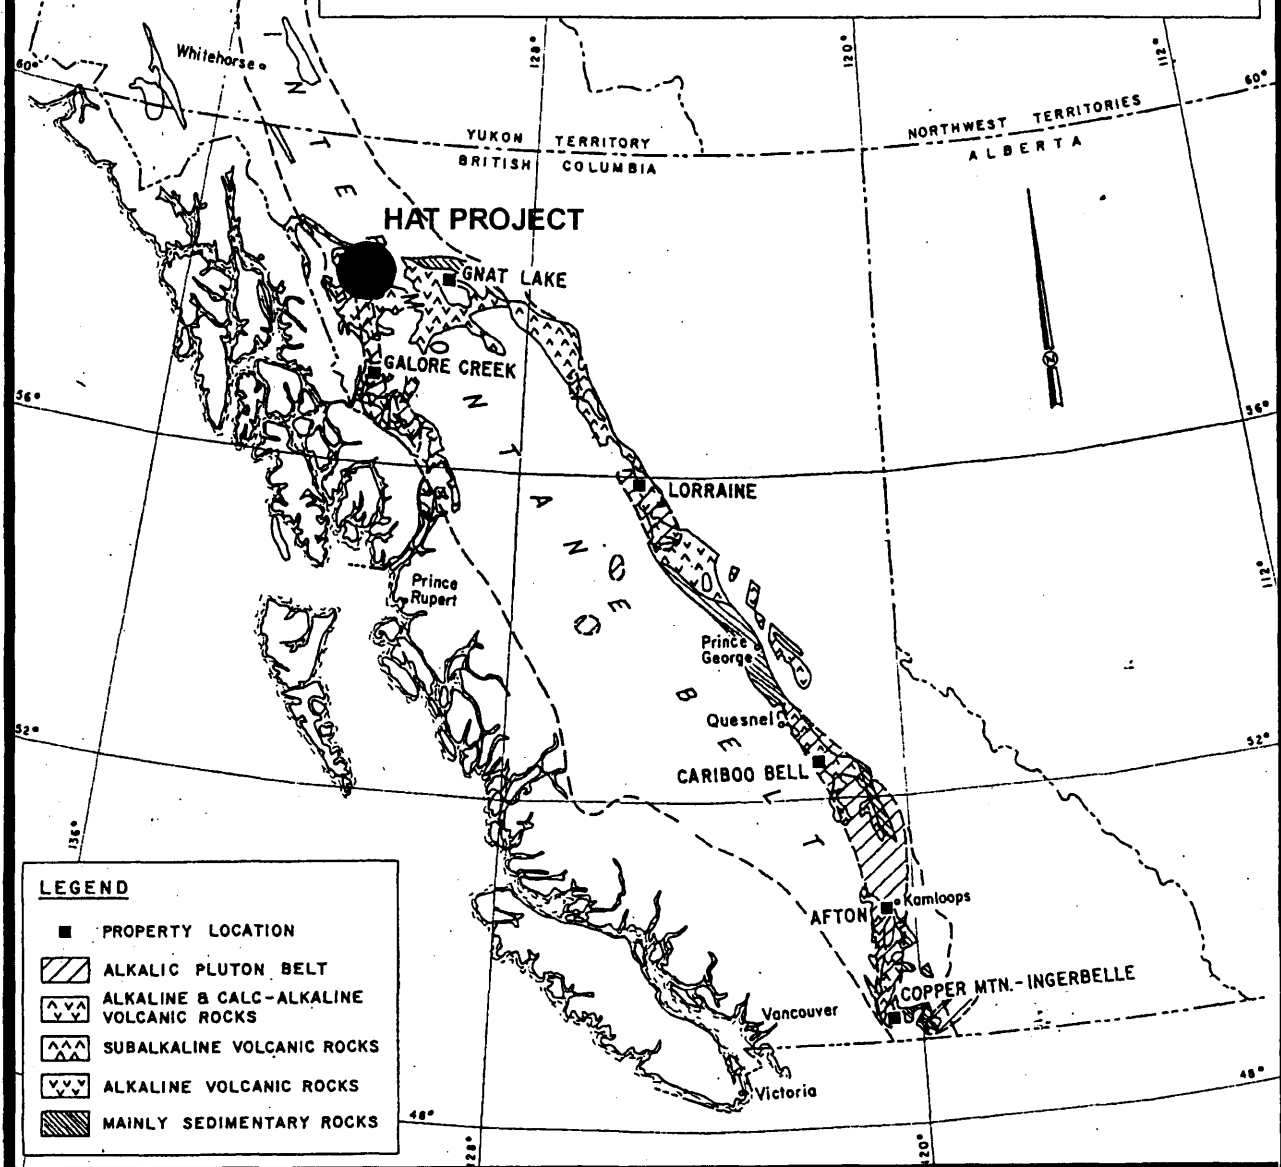 128°
120°
112°
Whitehorse
60°
60°
YUKON TERRITORY
BRITISH COLUMBIA
NORTHWEST TERRITORIES
ALBERTA
INTERMONTANE BELT
HAT PROJECT
GNAT LAKE
GALORE CREEK
N
56°
56°
LORRAINE
112°
Prince
Rupert
Prince
George
Quesnel
52°
52°
CARIBOO BELL
136°
AFTON
Kamloops
COPPER MTN.-INGERBELLE
Vancouver
Victoria
48°
48°
128°
120°
LEGEND
PROPERTY LOCATION
ALKALIC PLUTON BELT
ALKALINE & CALC-ALKALINE
VOLCANIC ROCKS
SUBALKALINE VOLCANIC ROCKS
ALKALINE VOLCANIC ROCKS
MAINLY SEDIMENTARY ROCKS